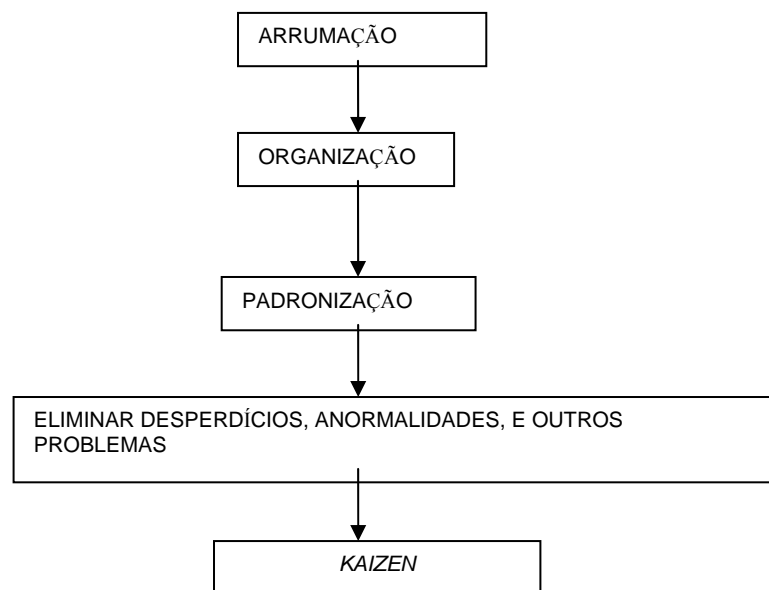 ARRUMAÇÃO
ORGANIZAÇÃO
PADRONIZAÇÃO
ELIMINAR DESPERDÍCIOS, ANORMALIDADES, E OUTROS
PROBLEMAS
KAIZEN